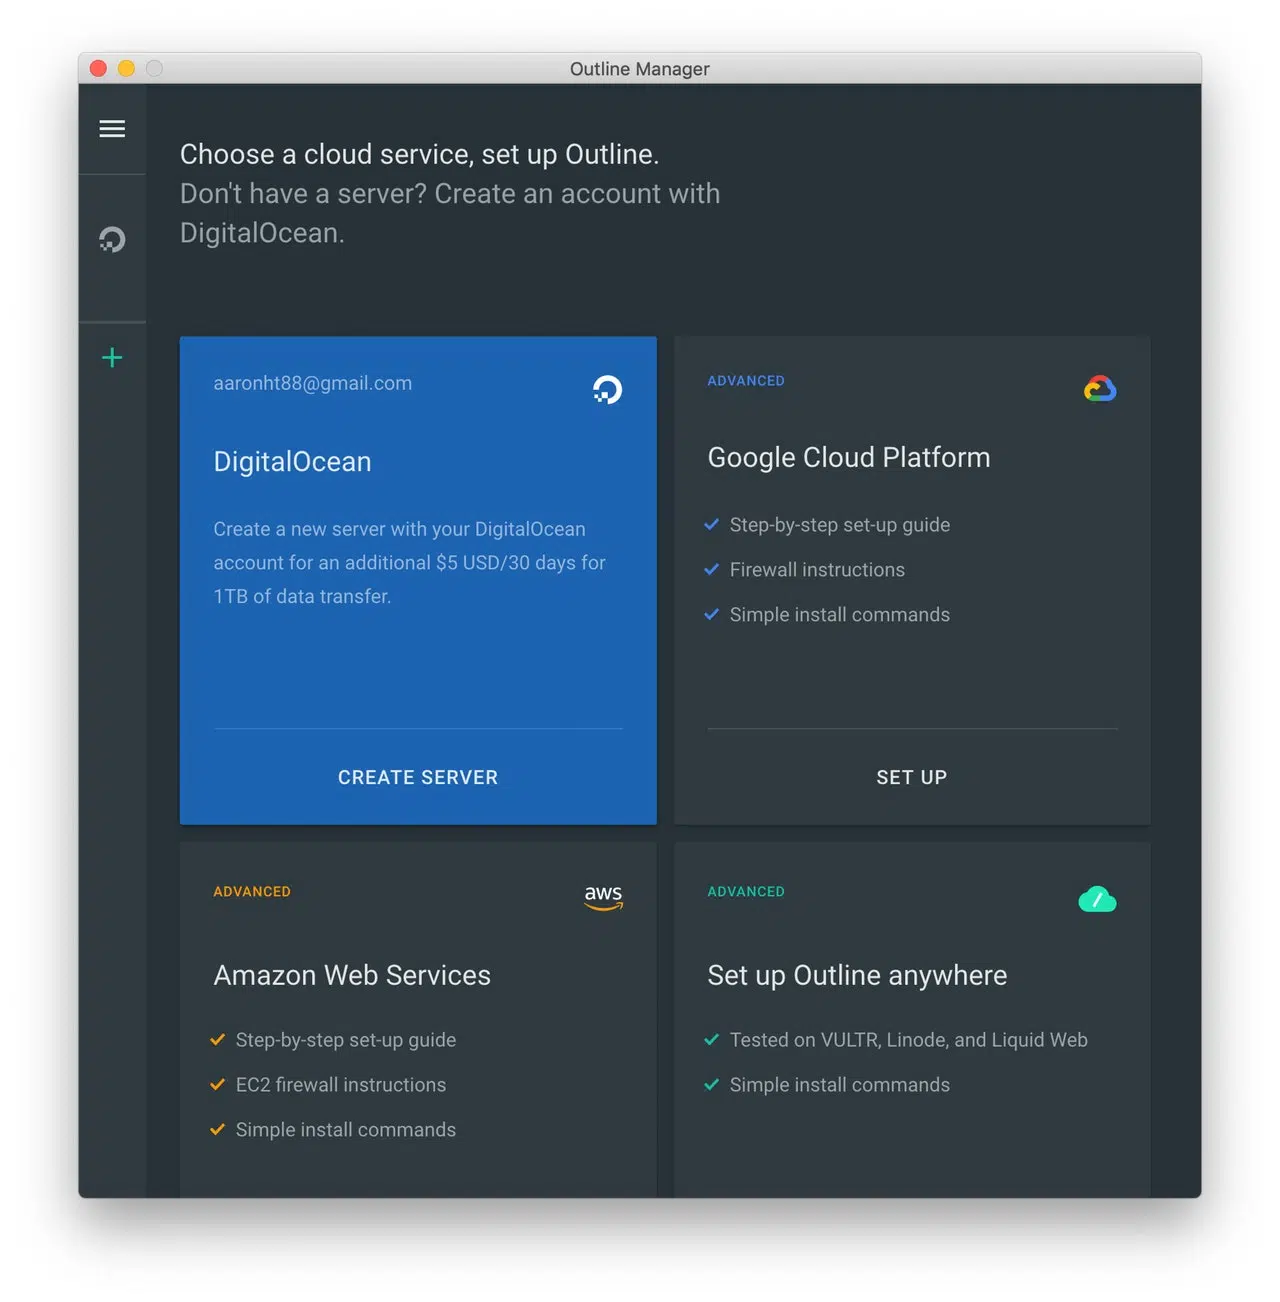 Outline Manager
Choose a cloud service, set up Outline.
Don't have a server? Create an account with
DigitalOcean.
aaronht88@gmail.com
DigitalOcean
Create a new server with your DigitalOcean
account for an additional $5 USD/30 days for
1TB of data transfer.
CREATE SERVER
ADVANCED
Google Cloud Platform
Step-by-step set-up guide
Firewall instructions
Simple install commands
SET UP
ADVANCED
aws
Amazon Web Services
Step-by-step set-up guide
EC2 firewall instructions
Simple install commands
ADVANCED
Set up Outline anywhere
Tested on VULTR, Linode, and Liquid Web
Simple install commands